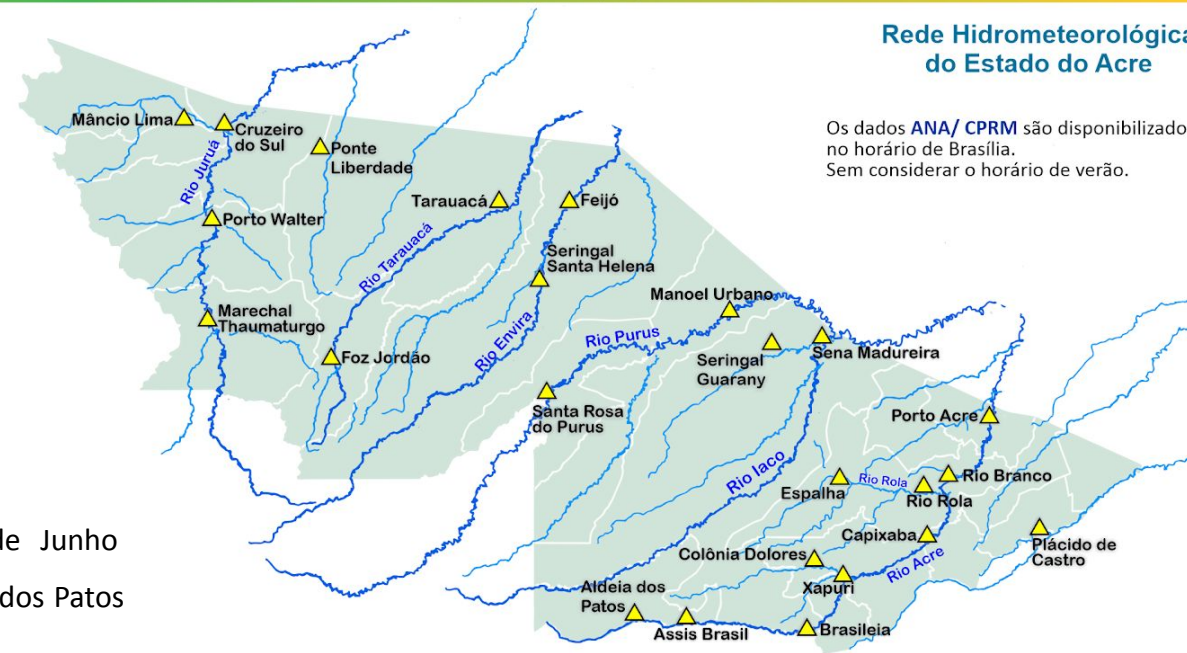 Rede Hidrometeorológica
do Estado do Acre
Os dados ANA/ CPRM são disponibilizado
no horário de Brasília.
Sem considerar o horário de verão.
Mâncio Lima
Cruzeiro
do Sul
Ponte
Liberdade
Rio Juruá
Tarauacá
Feijó
Porto Walter
Rio Tarauacá
Seringal
Santa Helena
Manoel Urbano
Marechal
Thaumaturgo
Rio Envira
Rio Purus
Foz Jordão
Seringal
Guarany
Sena Madureira
Santa Rosa
do Purus
Porto Acre
Rio Iaco
Espalha
Rio Rola
Rio Branco
Rio Rola
Capixaba
Plácido de
Castro
Colônia Dolores
Rio Acre
Xapuri
Aldeia dos
Patos
Assis Brasil
Brasileia
de Junho
dos Patos